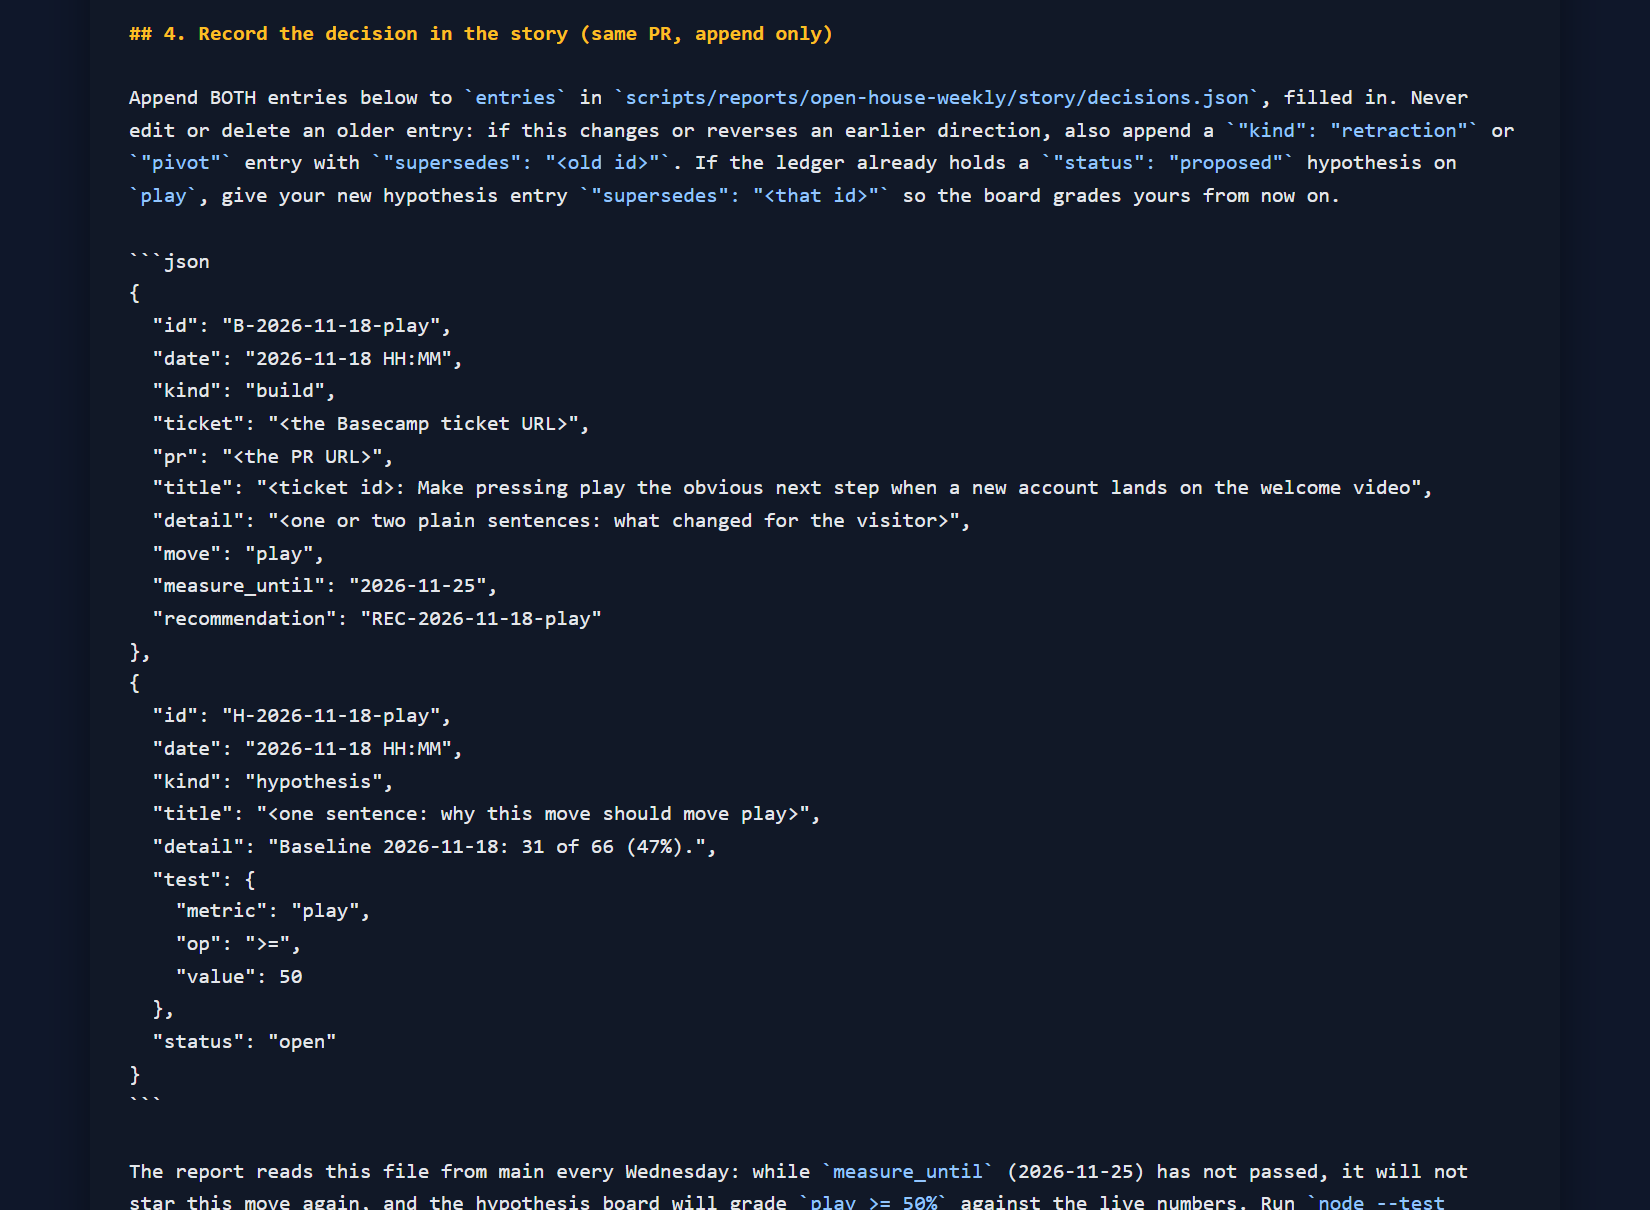 ## 4. Record the decision in the story (same PR, append only)
Append BOTH entries below to `entries` in `scripts/reports/open-house-weekly/story/decisions.json`, filled in. Never
edit or delete an older entry: if this changes or reverses an earlier direction, also append a `"kind": "retraction"` or
`"pivot"` entry with `"supersedes": "<old id>"`. If the ledger already holds a `"status": "proposed"` hypothesis on
`play`, give your new hypothesis entry `"supersedes": "<that id>"` so the board grades yours from now on.
```json
{
  "id": "B-2026-11-18-play",
  "date": "2026-11-18 HH:MM",
  "kind": "build",
  "ticket": "<the Basecamp ticket URL>",
  "pr": "<the PR URL>",
  "title": "<ticket id>: Make pressing play the obvious next step when a new account lands on the welcome video",
  "detail": "<one or two plain sentences: what changed for the visitor>",
  "move": "play",
  "measure_until": "2026-11-25",
  "recommendation": "REC-2026-11-18-play"
},
{
  "id": "H-2026-11-18-play",
  "date": "2026-11-18 HH:MM",
  "kind": "hypothesis",
  "title": "<one sentence: why this move should move play>",
  "detail": "Baseline 2026-11-18: 31 of 66 (47%).",
  "test": {
    "metric": "play",
    "op": ">=",
    "value": 50
  },
  "status": "open"
}
```
The report reads this file from main every Wednesday: while `measure_until` (2026-11-25) has not passed, it will not
star this move again, and the hypothesis board will grade `play >= 50%` against the live numbers. Run `node --test